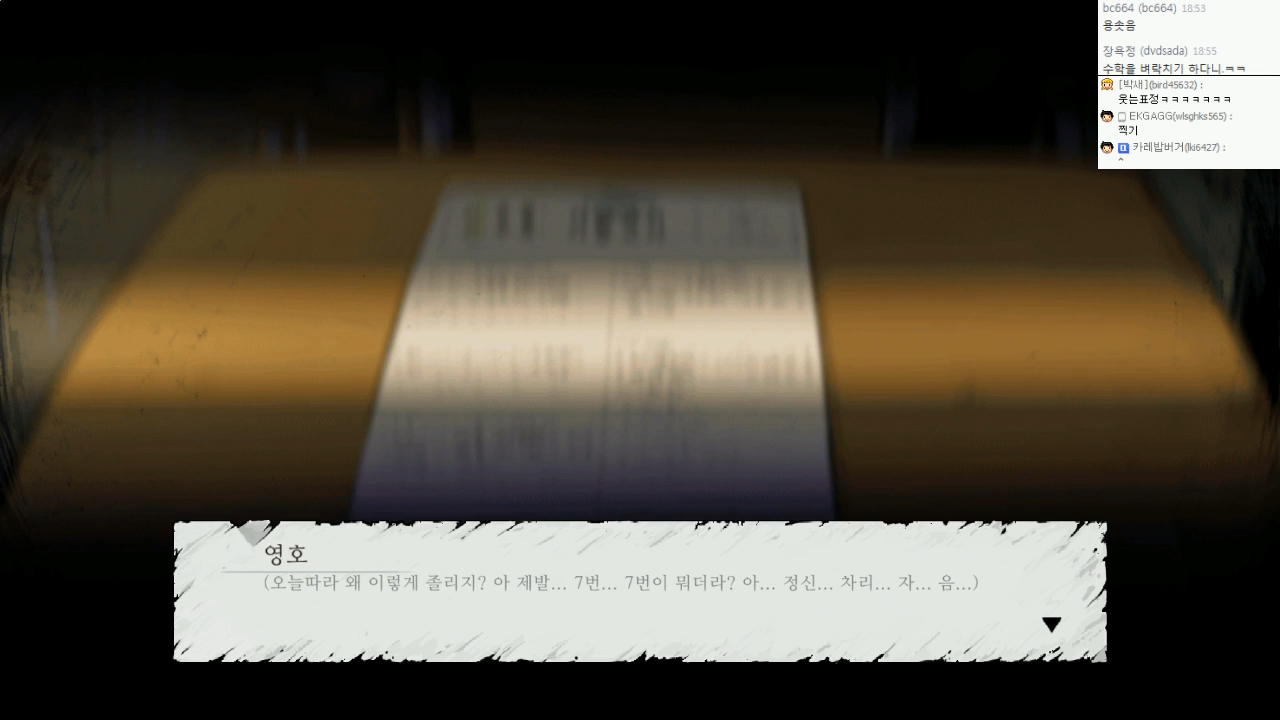 bc664 (bc664) 18:53
용솟음
장옥정 (dvdsada) 18:55
수학을 벼락치기 하다니.ㅋㅋ
[박새](bird45632) :
웃는표정ㅋㅋㅋㅋㅋㅋㅋ
EKGAGG(wlsghks565) :
찍기
카레밥버거(lki6427) :
^
영호
(오늘따라 왜 이렇게 졸리지? 아 제발... 7번... 7번이 뭐더라? 아... 정신... 차리... 자... 음...)